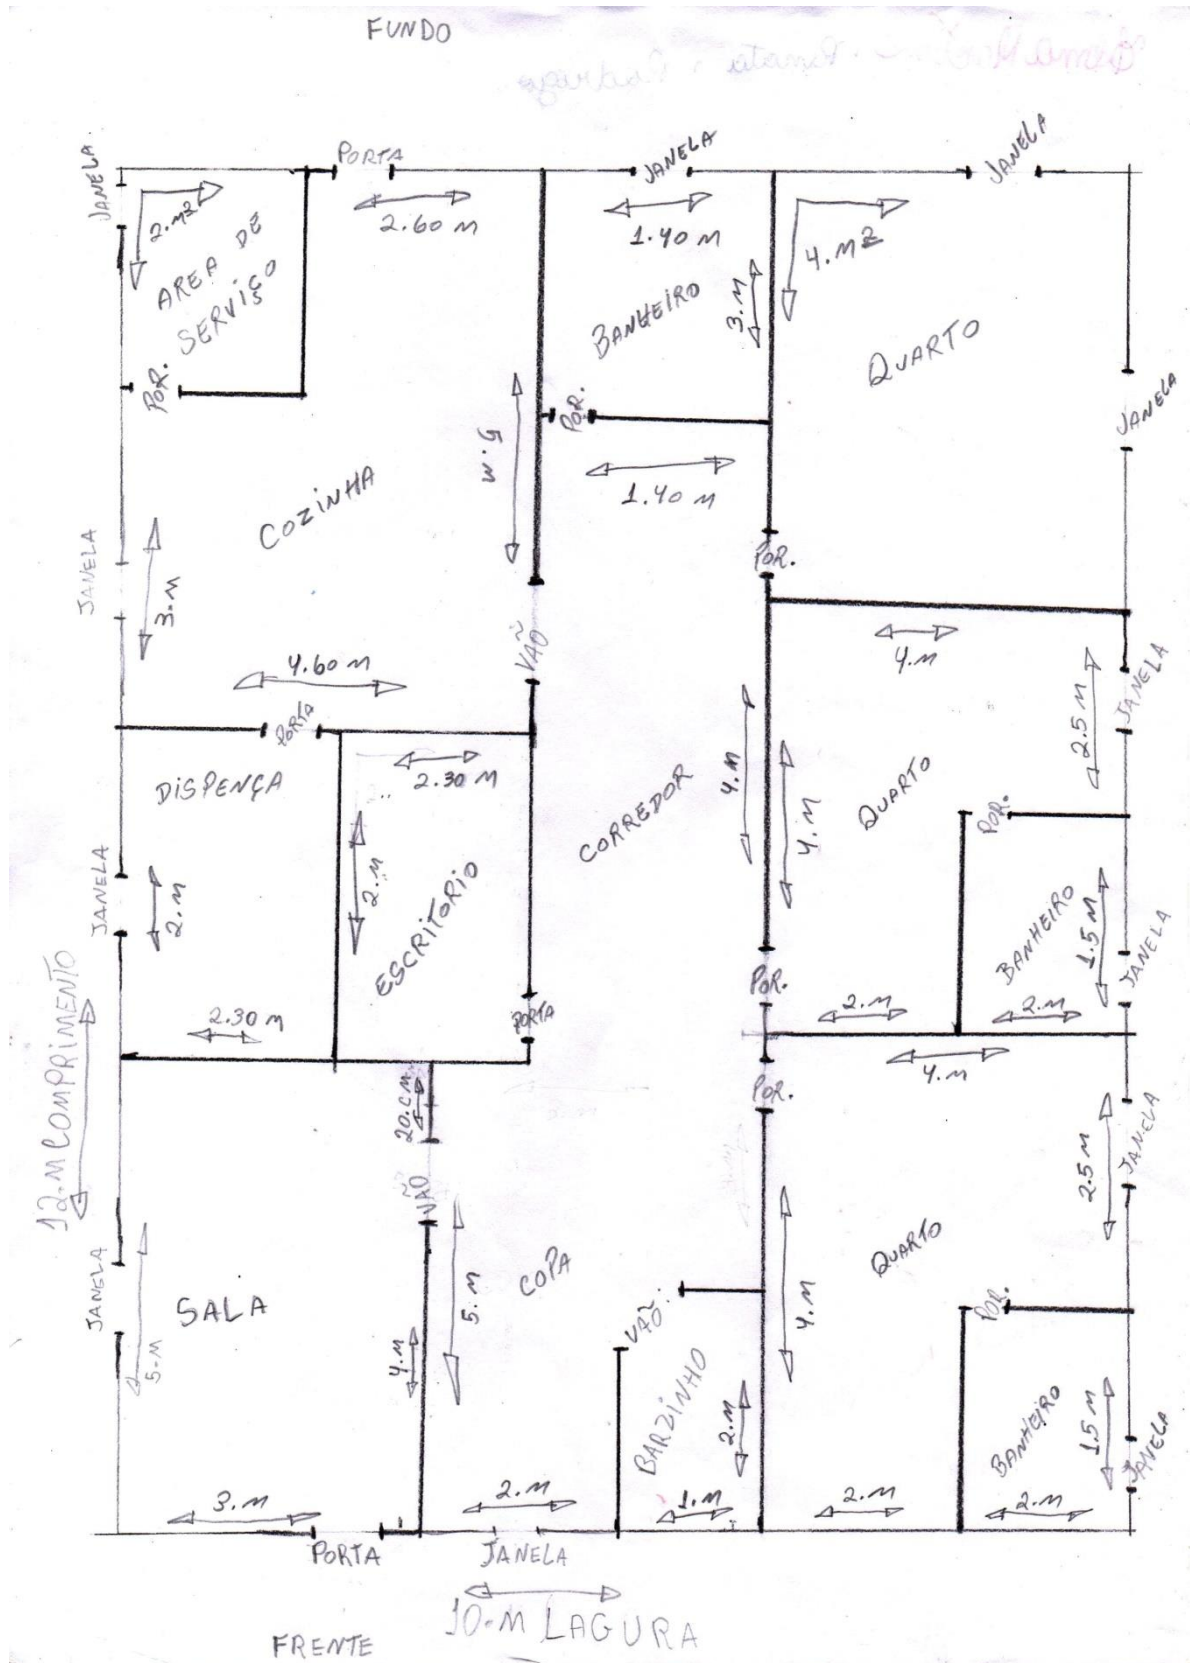 FUNDO
JANELA
PORTA
JANELA
JANELA
2.M2
2.60 M
1.40 M
4.M2
AREA DE
SERVIÇO
BANHEIRO
3.M
QUARTO
POR.
POR.
JANELA
5.M
1.40 M
COZINHA
JANELA
3.M
POR.
VAÕ
4.60 M
4.M
JANELA
2.5 M
PORTA
DISPENÇA
2.30 M
4.M
4.M
QUARTO
CORREDOR
POR.
JANELA
2.M
2.M
ESCRITORIO
BANHEIRO
1.5 M
JANELA
POR.
2.30 M
PORTA
2.M
2.M
12.M COMPRIMENTO
4.M
20.CM
POR.
JANELA
2.5 M
VÃO
JANELA
5.M
SALA
5.M
COPA
QUARTO
4.M
POR.
VAÕ
4.M
BARZINHO
2.M
BANHEIRO
1.5 M
JANELA
3.M
2.M
1.M
2.M
2.M
PORTA
JANELA
10.M LAGURA
FRENTE